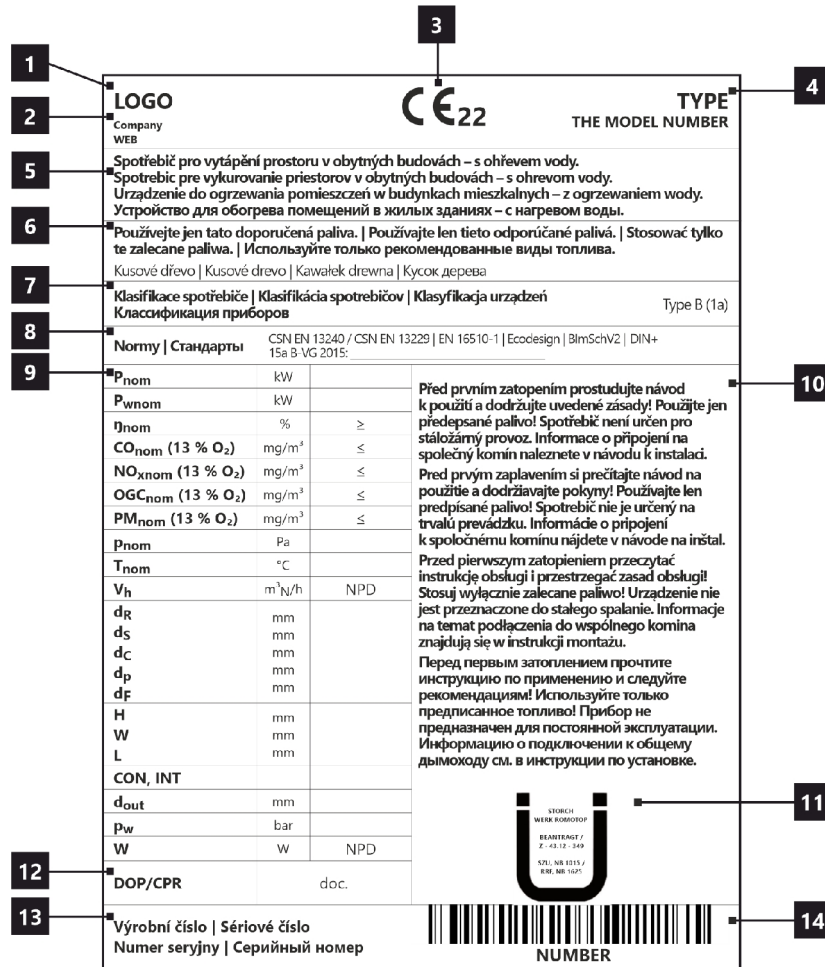 3
1
4
LOGO
CE 22
TYPE
2
Company
THE MODEL NUMBER
WEB
5
Spotřebič pro vytápění prostoru v obytných budovách – s ohřevem vody.
Spotrebic pre vykurovanie priestorov v obytných budovách – s ohrevom vody.
Urządzenie do ogrzewania pomieszczeń w budynkach mieszkalnych – z ogrzewaniem wody.
Устройство для обогрева помещений в жилых зданиях – с нагревом воды.
6
Používejte jen tato doporučená paliva. | Používajte len tieto odporúčané palivá. | Stosować tylko
te zalecane paliwa. | Используйте только рекомендованные виды топлива.
Kusové dřevo | Kusové drevo | Kawałek drewna | Кусок дерева
7
Klasifikace spotřebiče | Klasifikácia spotrebičov | Klasyfikacja urządzeń
Классификация приборов
Type B (1a)
8
Normy | Стандарты
CSN EN 13240 / CSN EN 13229 | EN 16510-1 | Ecodesign | BImSchV2 | DIN+
15a B-VG 2015:
9
Pnom kW
Pwnom kW
ηnom % ≥
COnom (13 % O₂) mg/m³ ≤
NOxnom (13 % O₂) mg/m³ ≤
OGCnom (13 % O₂) mg/m³ ≤
PMnom (13 % O₂) mg/m³ ≤
pnom Pa
Tnom °C
Vh m³N/h NPD
dR mm
dS mm
dC mm
dp mm
dF mm
H mm
W mm
L mm
CON, INT
dout mm
pw bar
W W NPD
10
Před prvním zatopením prostudujte návod
k použití a dodržujte uvedené zásady! Použijte jen
předepsané palivo! Spotřebič není určen pro
stáložárný provoz. Informace o připojení na
společný komín naleznete v návodu k instalaci.
Pred prvým zaplavením si prečítajte návod na
použitie a dodržiavajte pokyny! Používajte len
predpísané palivo! Spotrebič nie je určený na
trvalú prevádzku. Informácie o pripojení
k spoločnému komínu nájdete v návode na inštal.
Przed pierwszym zatopieniem przeczytać
instrukcję obsługi i przestrzegać zasad obsługi!
Stosuj wyłącznie zalecane paliwo! Urządzenie nie
jest przeznaczone do stałego spalanie. Informacje
na temat podłączenia do wspólnego komina
znajdują się w instrukcji montażu.
Перед первым затоплением прочтите
инструкцию по применению и следуйте
рекомендациям! Используйте только
предписанное топливо! Прибор не
предназначен для постоянной эксплуатации.
Информацию о подключении к общему
дымоходу см. в инструкции по установке.
11
STORCH
WERK ROMOTOP
BEANTRAGT /
Z - 43.12 - 349
SZU, NB 1015 /
RRF, NB 1625
12
DOP/CPR doc.
13
Výrobní číslo | Sériové číslo
Numer seryjny | Серийный номер
14
NUMBER